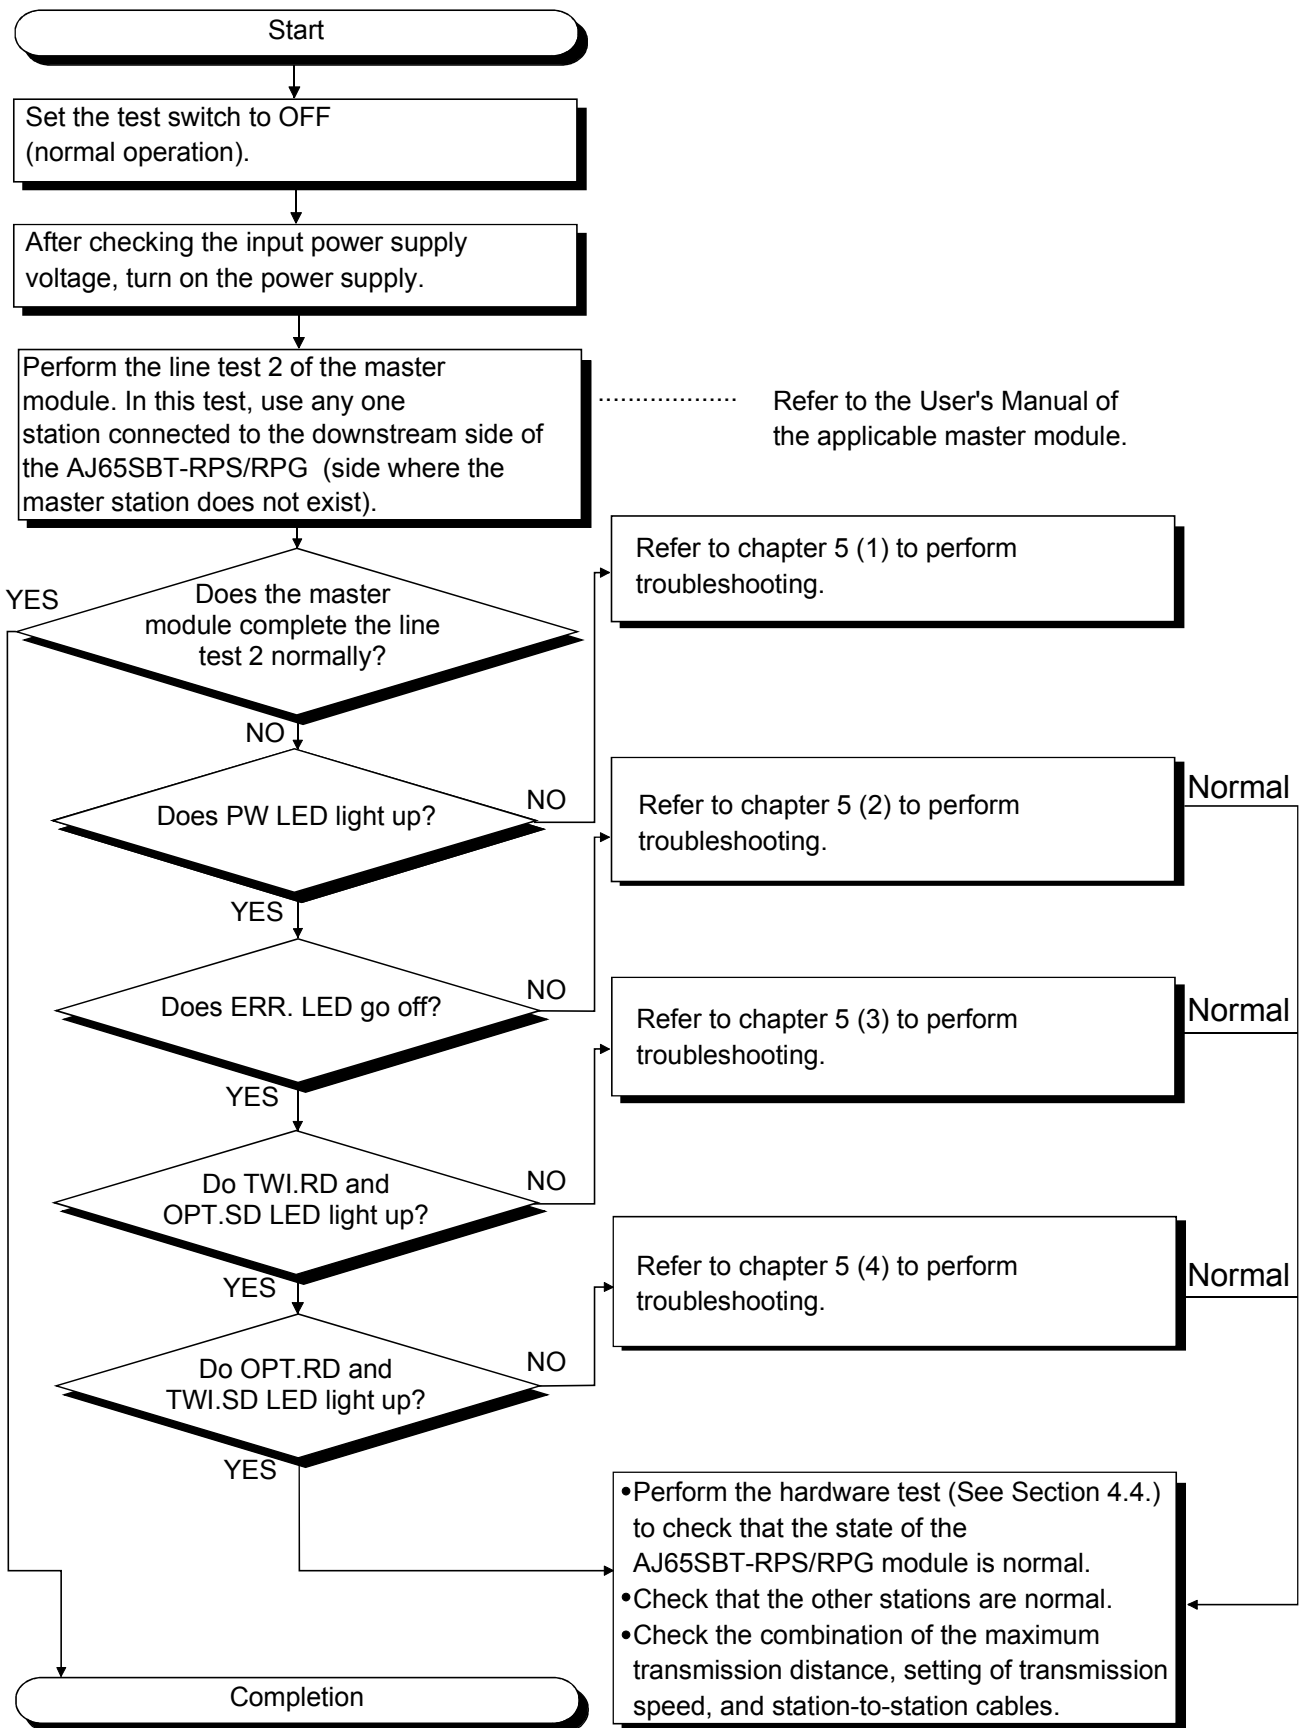 Start
Set the test switch to OFF
(normal operation).
After checking the input power supply
voltage, turn on the power supply.
Perform the line test 2 of the master
module. In this test, use any one
station connected to the downstream side of
the AJ65SBT-RPS/RPG (side where the
master station does not exist).
Refer to the User's Manual of
the applicable master module.
Refer to chapter 5 (1) to perform
troubleshooting.
YES
Does the master
module complete the line
test 2 normally?
NO
Does PW LED light up?
NO
Refer to chapter 5 (2) to perform
troubleshooting.
Normal
YES
Does ERR. LED go off?
NO
Refer to chapter 5 (3) to perform
troubleshooting.
Normal
YES
Do TWI.RD and
OPT.SD LED light up?
NO
Refer to chapter 5 (4) to perform
troubleshooting.
Normal
YES
Do OPT.RD and
TWI.SD LED light up?
NO
YES
•Perform the hardware test (See Section 4.4.)
to check that the state of the
AJ65SBT-RPS/RPG module is normal.
•Check that the other stations are normal.
•Check the combination of the maximum
transmission distance, setting of transmission
speed, and station-to-station cables.
Completion